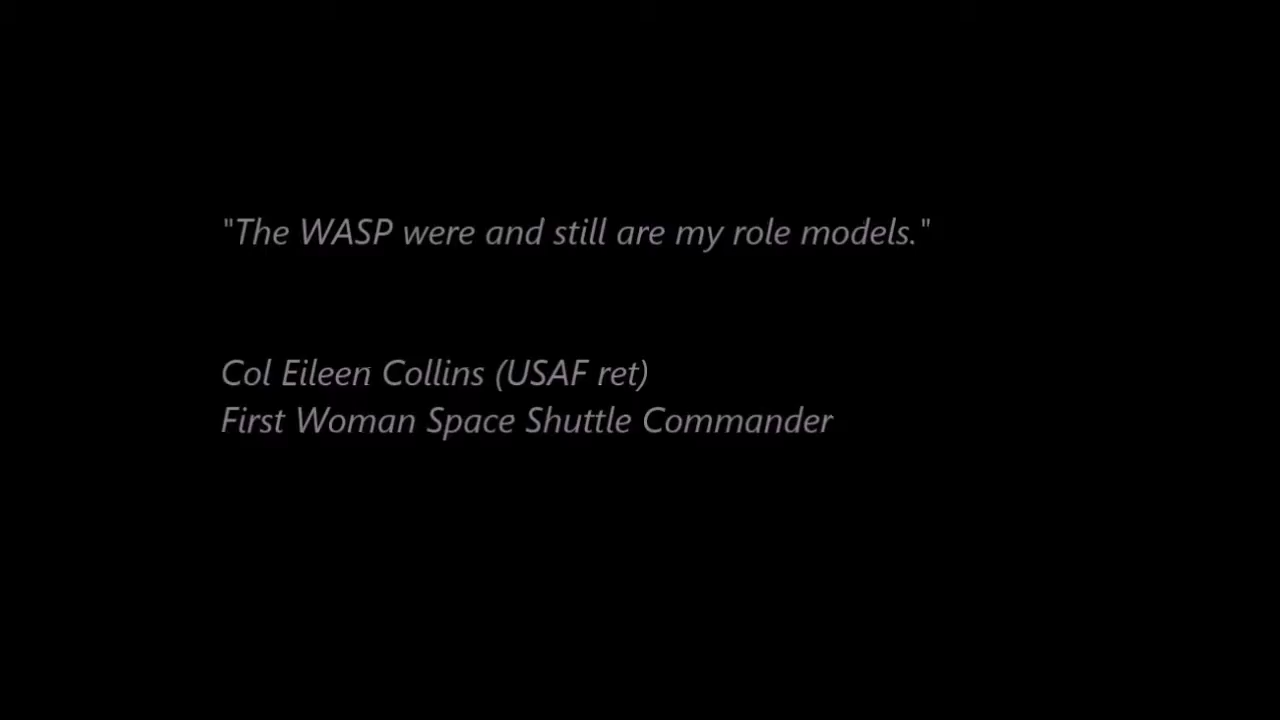 "The WASP were and still are my role models."
Col Eileen Collins (USAF ret)
First Woman Space Shuttle Commander